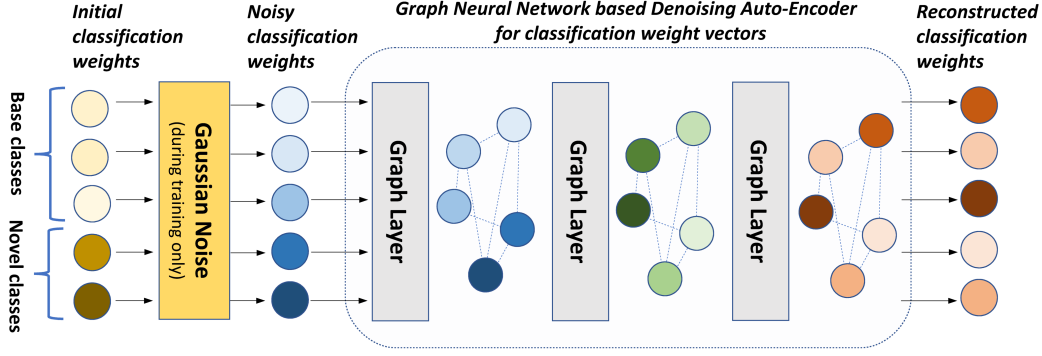 Initial
classification
weights
Noisy
classification
weights
Graph Neural Network based Denoising Auto-Encoder
for classification weight vectors
Reconstructed
classification
weights
Base classes
Novel classes
Gaussian Noise
(during training only)
Graph Layer
Graph Layer
Graph Layer